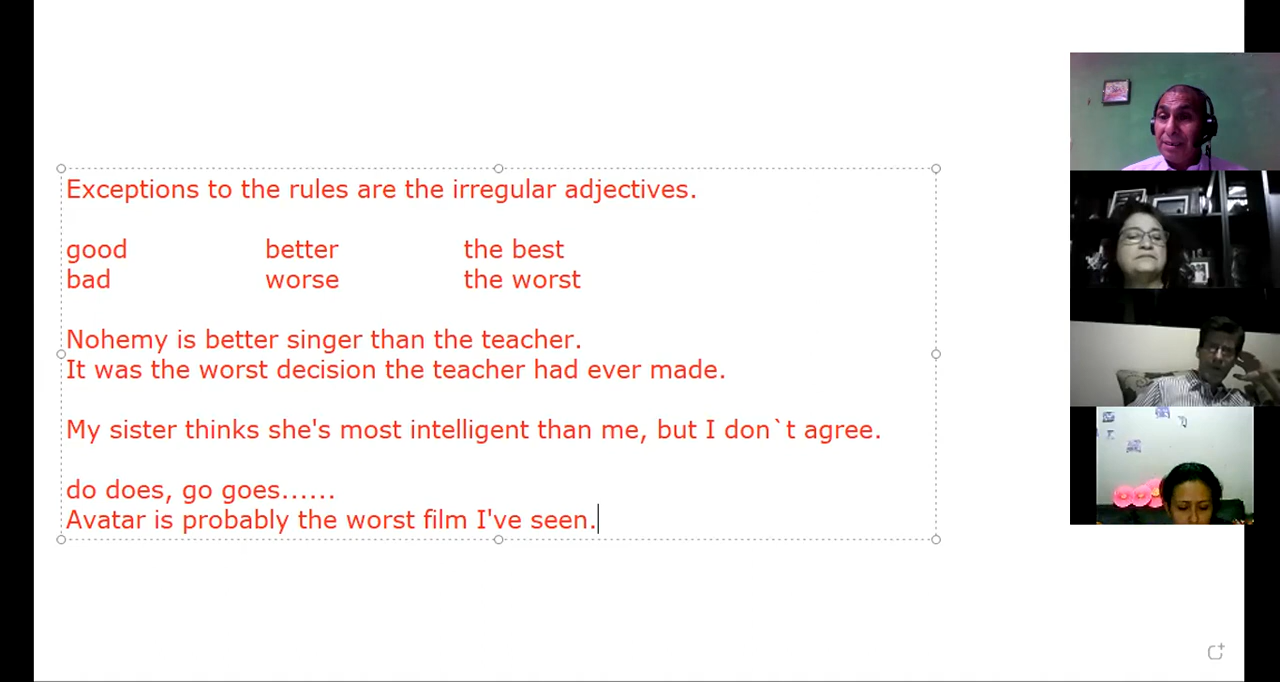 Exceptions to the rules are the irregular adjectives.
good better the best
bad worse the worst
Nohemy is better singer than the teacher.
It was the worst decision the teacher had ever made.
My sister thinks she's most intelligent than me, but I don`t agree.
do does, go goes......
Avatar is probably the worst film I've seen.